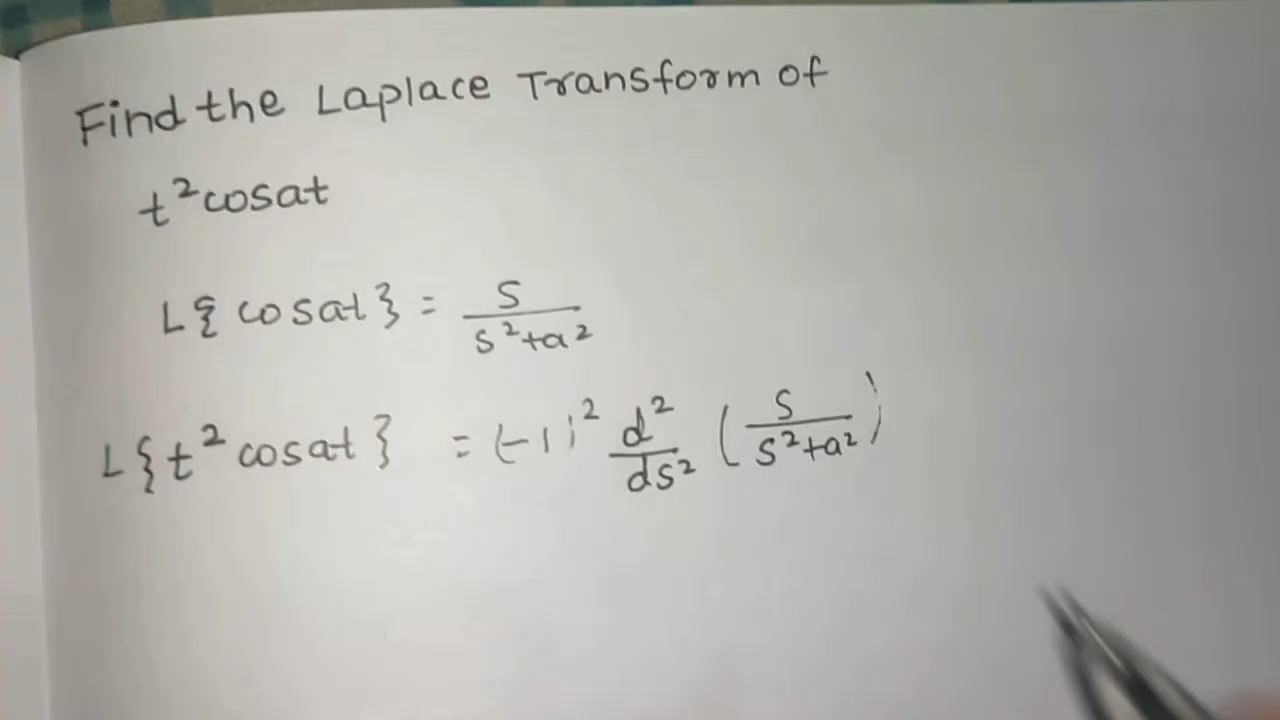 Find the Laplace Transform of
t²cosat
L{cosat} = s/(s²+a²)
L{t²cosat} = (-1)² d²/ds² (s/(s²+a²))